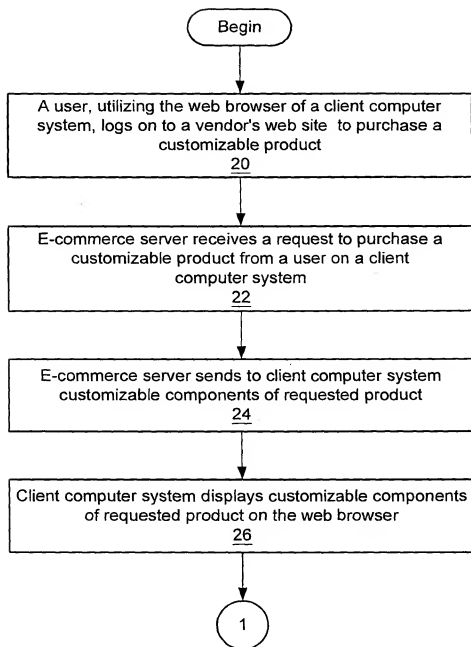 Begin
A user, utilizing the web browser of a client computer
system, logs on to a vendor's web site to purchase a
customizable product
20
E-commerce server receives a request to purchase a
customizable product from a user on a client
computer system
22
E-commerce server sends to client computer system
customizable components of requested product
24
Client computer system displays customizable components
of requested product on the web browser
26
1